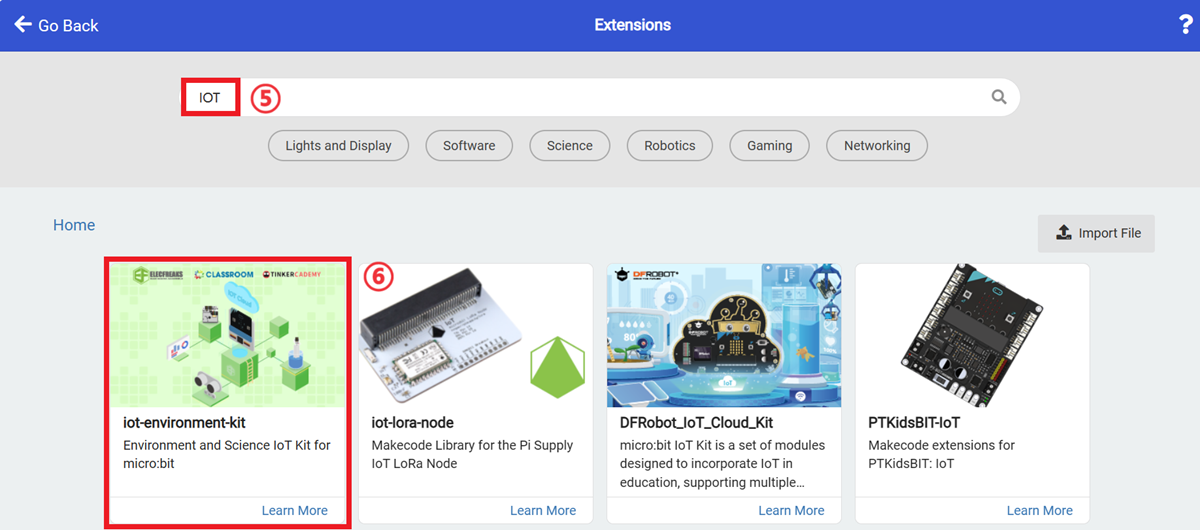 Go Back
Extensions
?
IOT
⑤
Lights and Display
Software
Science
Robotics
Gaming
Networking
Home
Import File
ELECFREAKS
CLASSROOM
TINKERCADEMY
IOT Cloud
iot-environment-kit
Environment and Science IoT Kit for
micro:bit
Learn More
⑥
iot-lora-node
Makecode Library for the Pi Supply
IoT LoRa Node
Learn More
DFROBOT
IoT
DFRobot_IoT_Cloud_Kit
micro:bit IoT Kit is a set of modules
designed to incorporate IoT in
education, supporting multiple...
Learn More
PTKidsBIT-IoT
Makecode extensions for
PTKidsBIT: IoT
Learn More